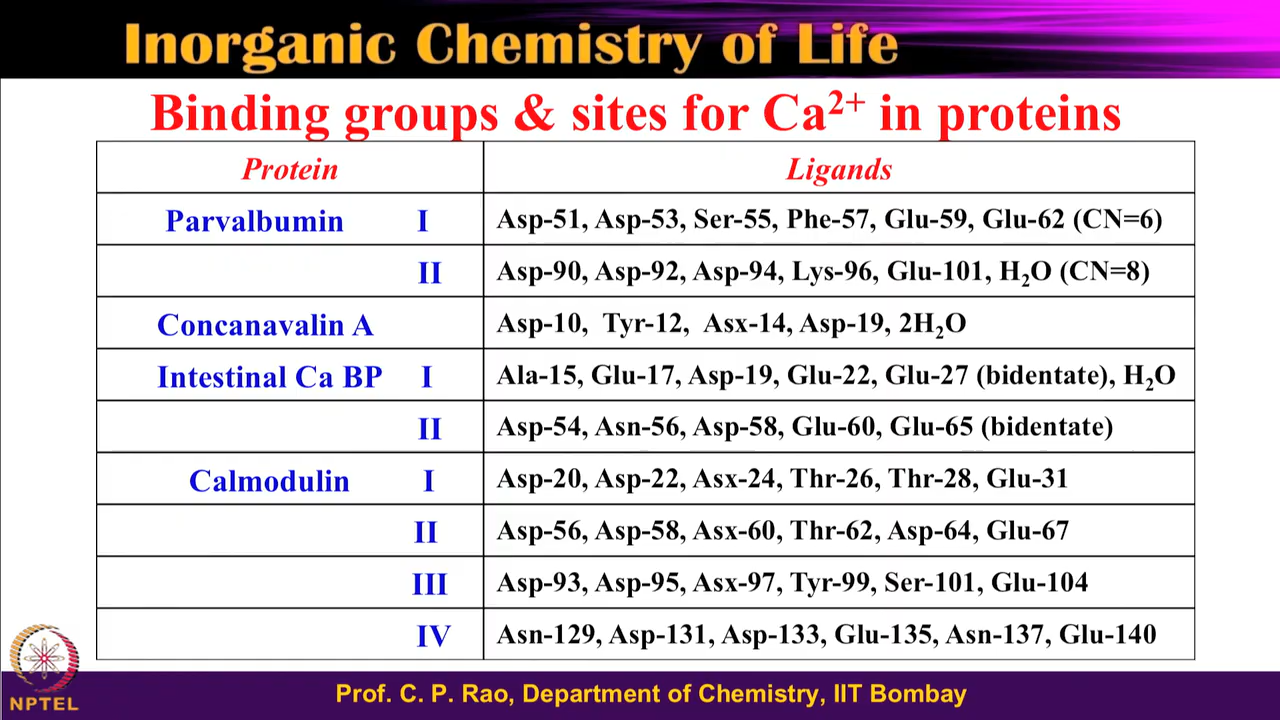 Inorganic Chemistry of Life
Binding groups & sites for Ca2+ in proteins
Protein Ligands
Parvalbumin I Asp-51, Asp-53, Ser-55, Phe-57, Glu-59, Glu-62 (CN=6)
II Asp-90, Asp-92, Asp-94, Lys-96, Glu-101, H2O (CN=8)
Concanavalin A Asp-10, Tyr-12, Asx-14, Asp-19, 2H2O
Intestinal Ca BP I Ala-15, Glu-17, Asp-19, Glu-22, Glu-27 (bidentate), H2O
II Asp-54, Asn-56, Asp-58, Glu-60, Glu-65 (bidentate)
Calmodulin I Asp-20, Asp-22, Asx-24, Thr-26, Thr-28, Glu-31
II Asp-56, Asp-58, Asx-60, Thr-62, Asp-64, Glu-67
III Asp-93, Asp-95, Asx-97, Tyr-99, Ser-101, Glu-104
IV Asn-129, Asp-131, Asp-133, Glu-135, Asn-137, Glu-140
NPTEL
Prof. C. P. Rao, Department of Chemistry, IIT Bombay